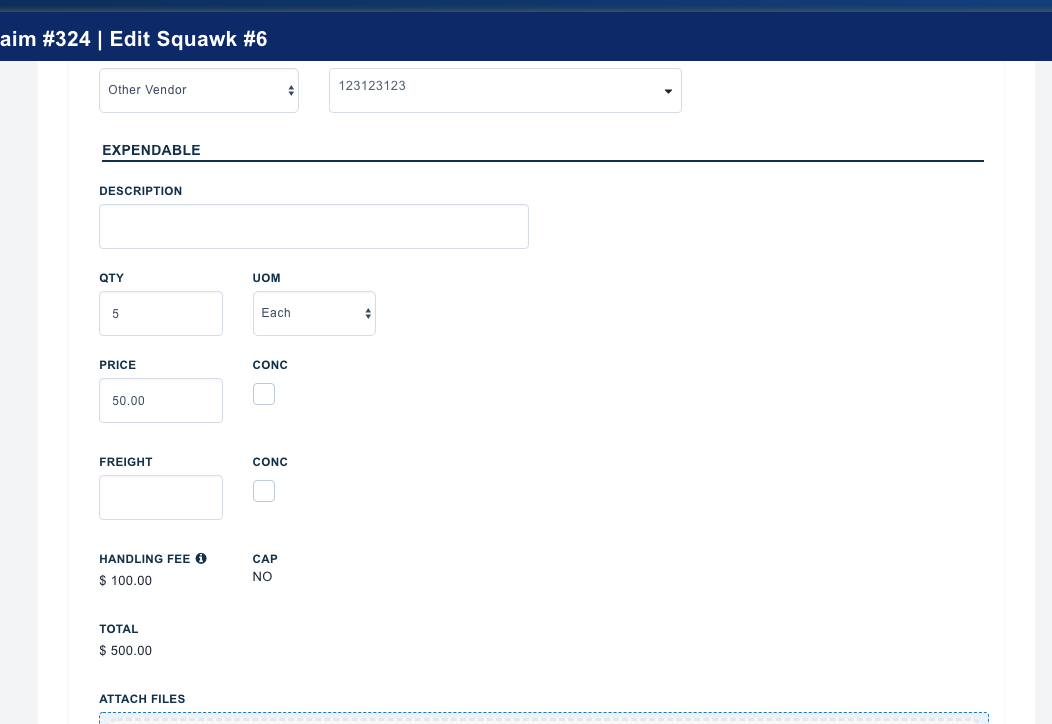 aim #324 | Edit Squawk #6
Other Vendor
123123123
EXPENDABLE
DESCRIPTION
QTY UOM
5 Each
PRICE CONC
50.00
FREIGHT CONC
HANDLING FEE CAP
$ 100.00 NO
TOTAL
$ 500.00
ATTACH FILES